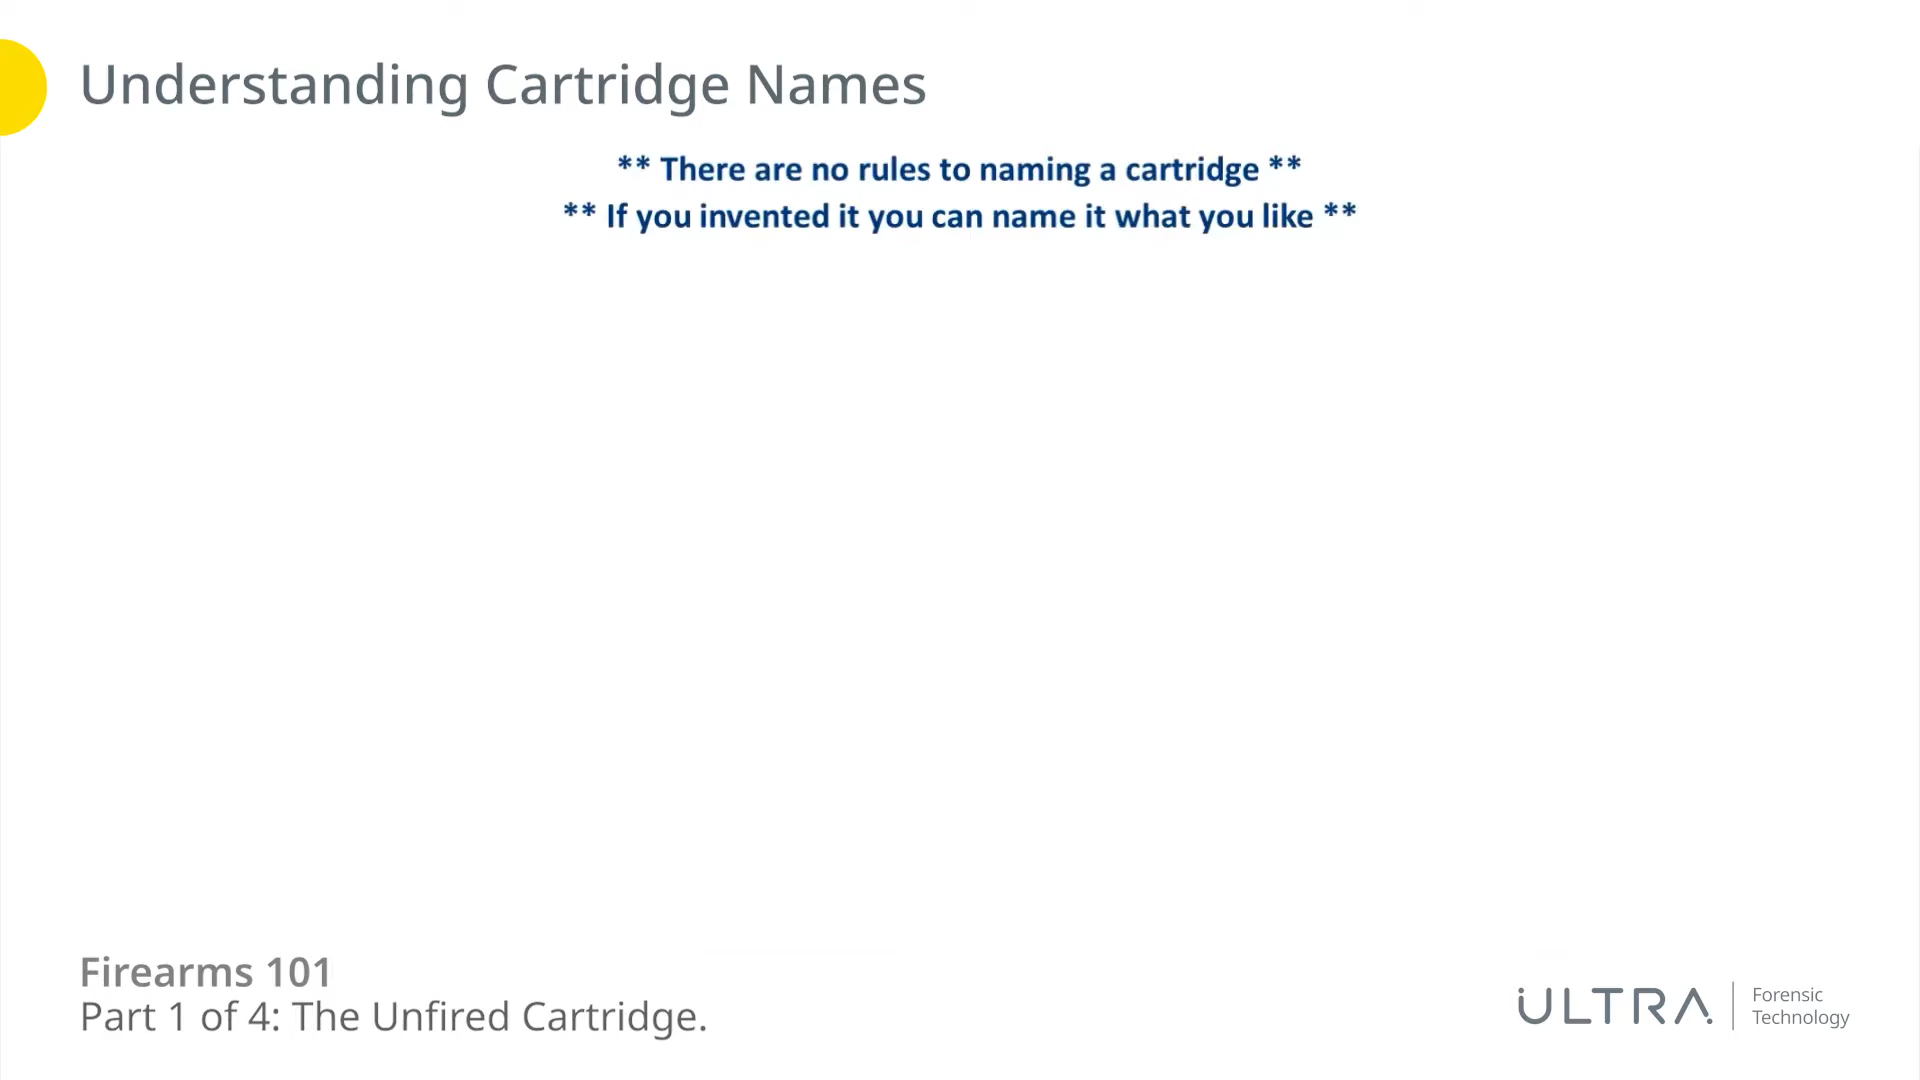 Understanding Cartridge Names
** There are no rules to naming a cartridge **
** If you invented it you can name it what you like **
Firearms 101
Part 1 of 4: The Unfired Cartridge.
ULTRA
Forensic
Technology